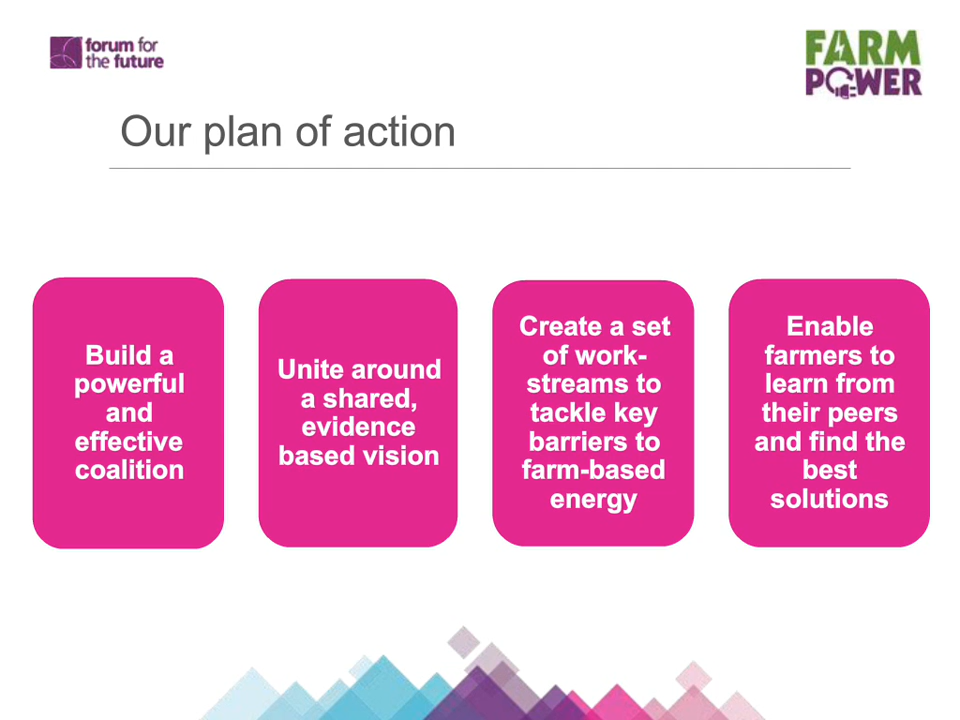 forum for
the future
FARM
POWER
Our plan of action
Build a
powerful
and
effective
coalition
Unite around
a shared,
evidence
based vision
Create a set
of work-
streams to
tackle key
barriers to
farm-based
energy
Enable
farmers to
learn from
their peers
and find the
best
solutions